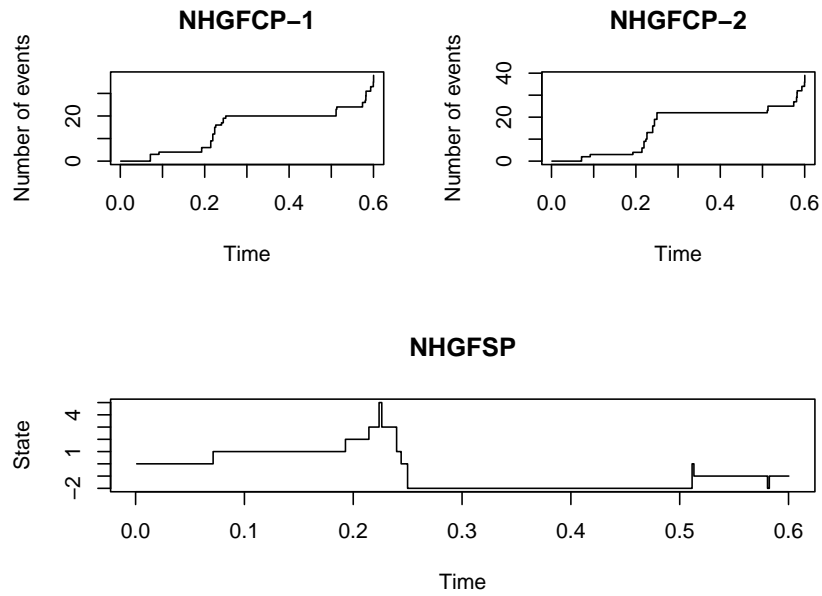 NHGFCP−1
Number of events
0 20
0.0 0.2 0.4 0.6
Time
NHGFCP−2
Number of events
0 20 40
0.0 0.2 0.4 0.6
Time
NHGFSP
State
−2 1 4
0.0 0.1 0.2 0.3 0.4 0.5 0.6
Time